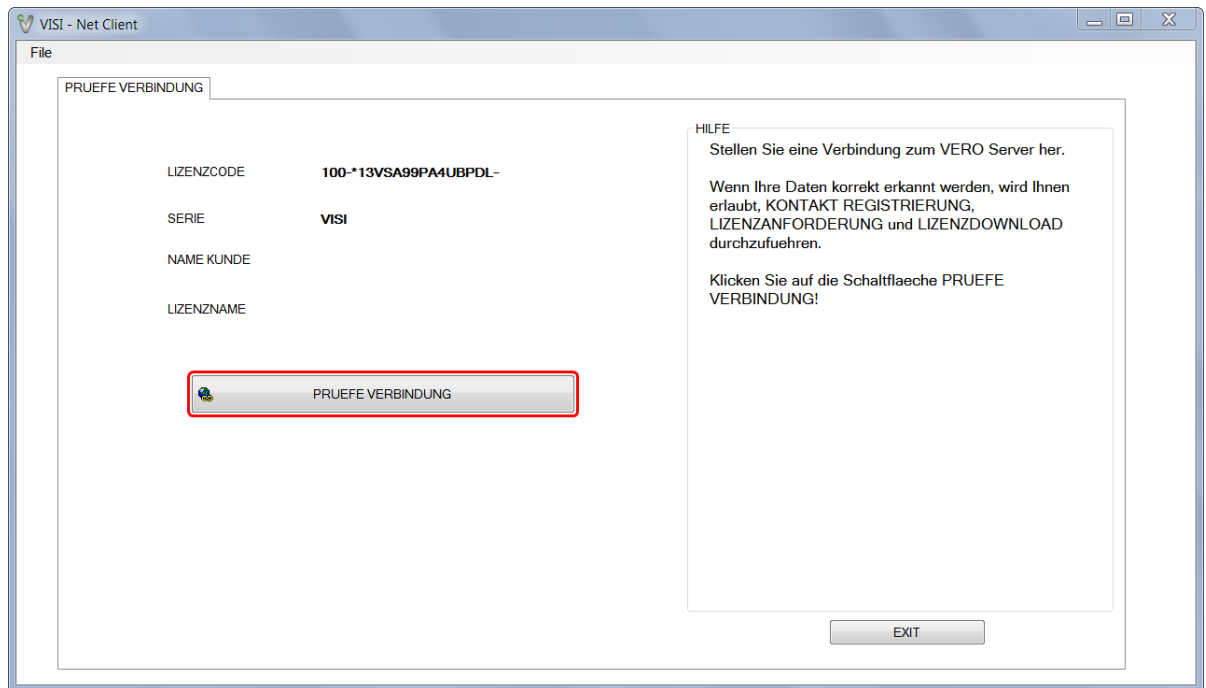 VISI - Net Client
File
PRUEFE VERBINDUNG
LIZENZCODE 100-*13VSA99PA4UBPDL-
SERIE VISI
NAME KUNDE
LIZENZNAME
PRUEFE VERBINDUNG
HILFE
Stellen Sie eine Verbindung zum VERO Server her.
Wenn Ihre Daten korrekt erkannt werden, wird Ihnen
erlaubt, KONTAKT REGISTRIERUNG,
LIZENZANFORDERUNG und LIZENZDOWNLOAD
durchzufuehren.
Klicken Sie auf die Schaltflaeche PRUEFE
VERBINDUNG!
EXIT